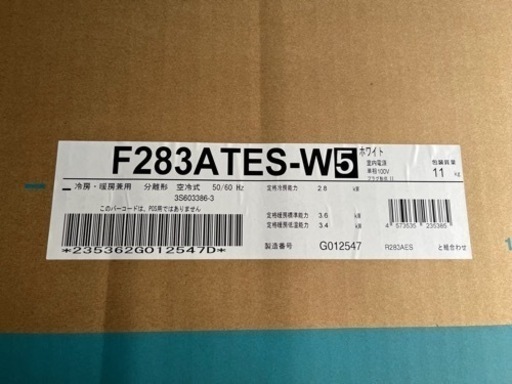 F283ATES-W5
ホワイト
室内電源
単相100V
包装質量
11 kg
冷房・暖房兼用 分離形 空冷式 50/60 Hz
3S603386-3
このバーコードは、POS用ではありません
*235362G012547D*
定格冷房能力 2.8 kW
定格暖房標準能力 3.6 kW
定格暖房低温能力 3.4 kW
製造番号 G012547
4 573535 235385
R283AES と組合わせ